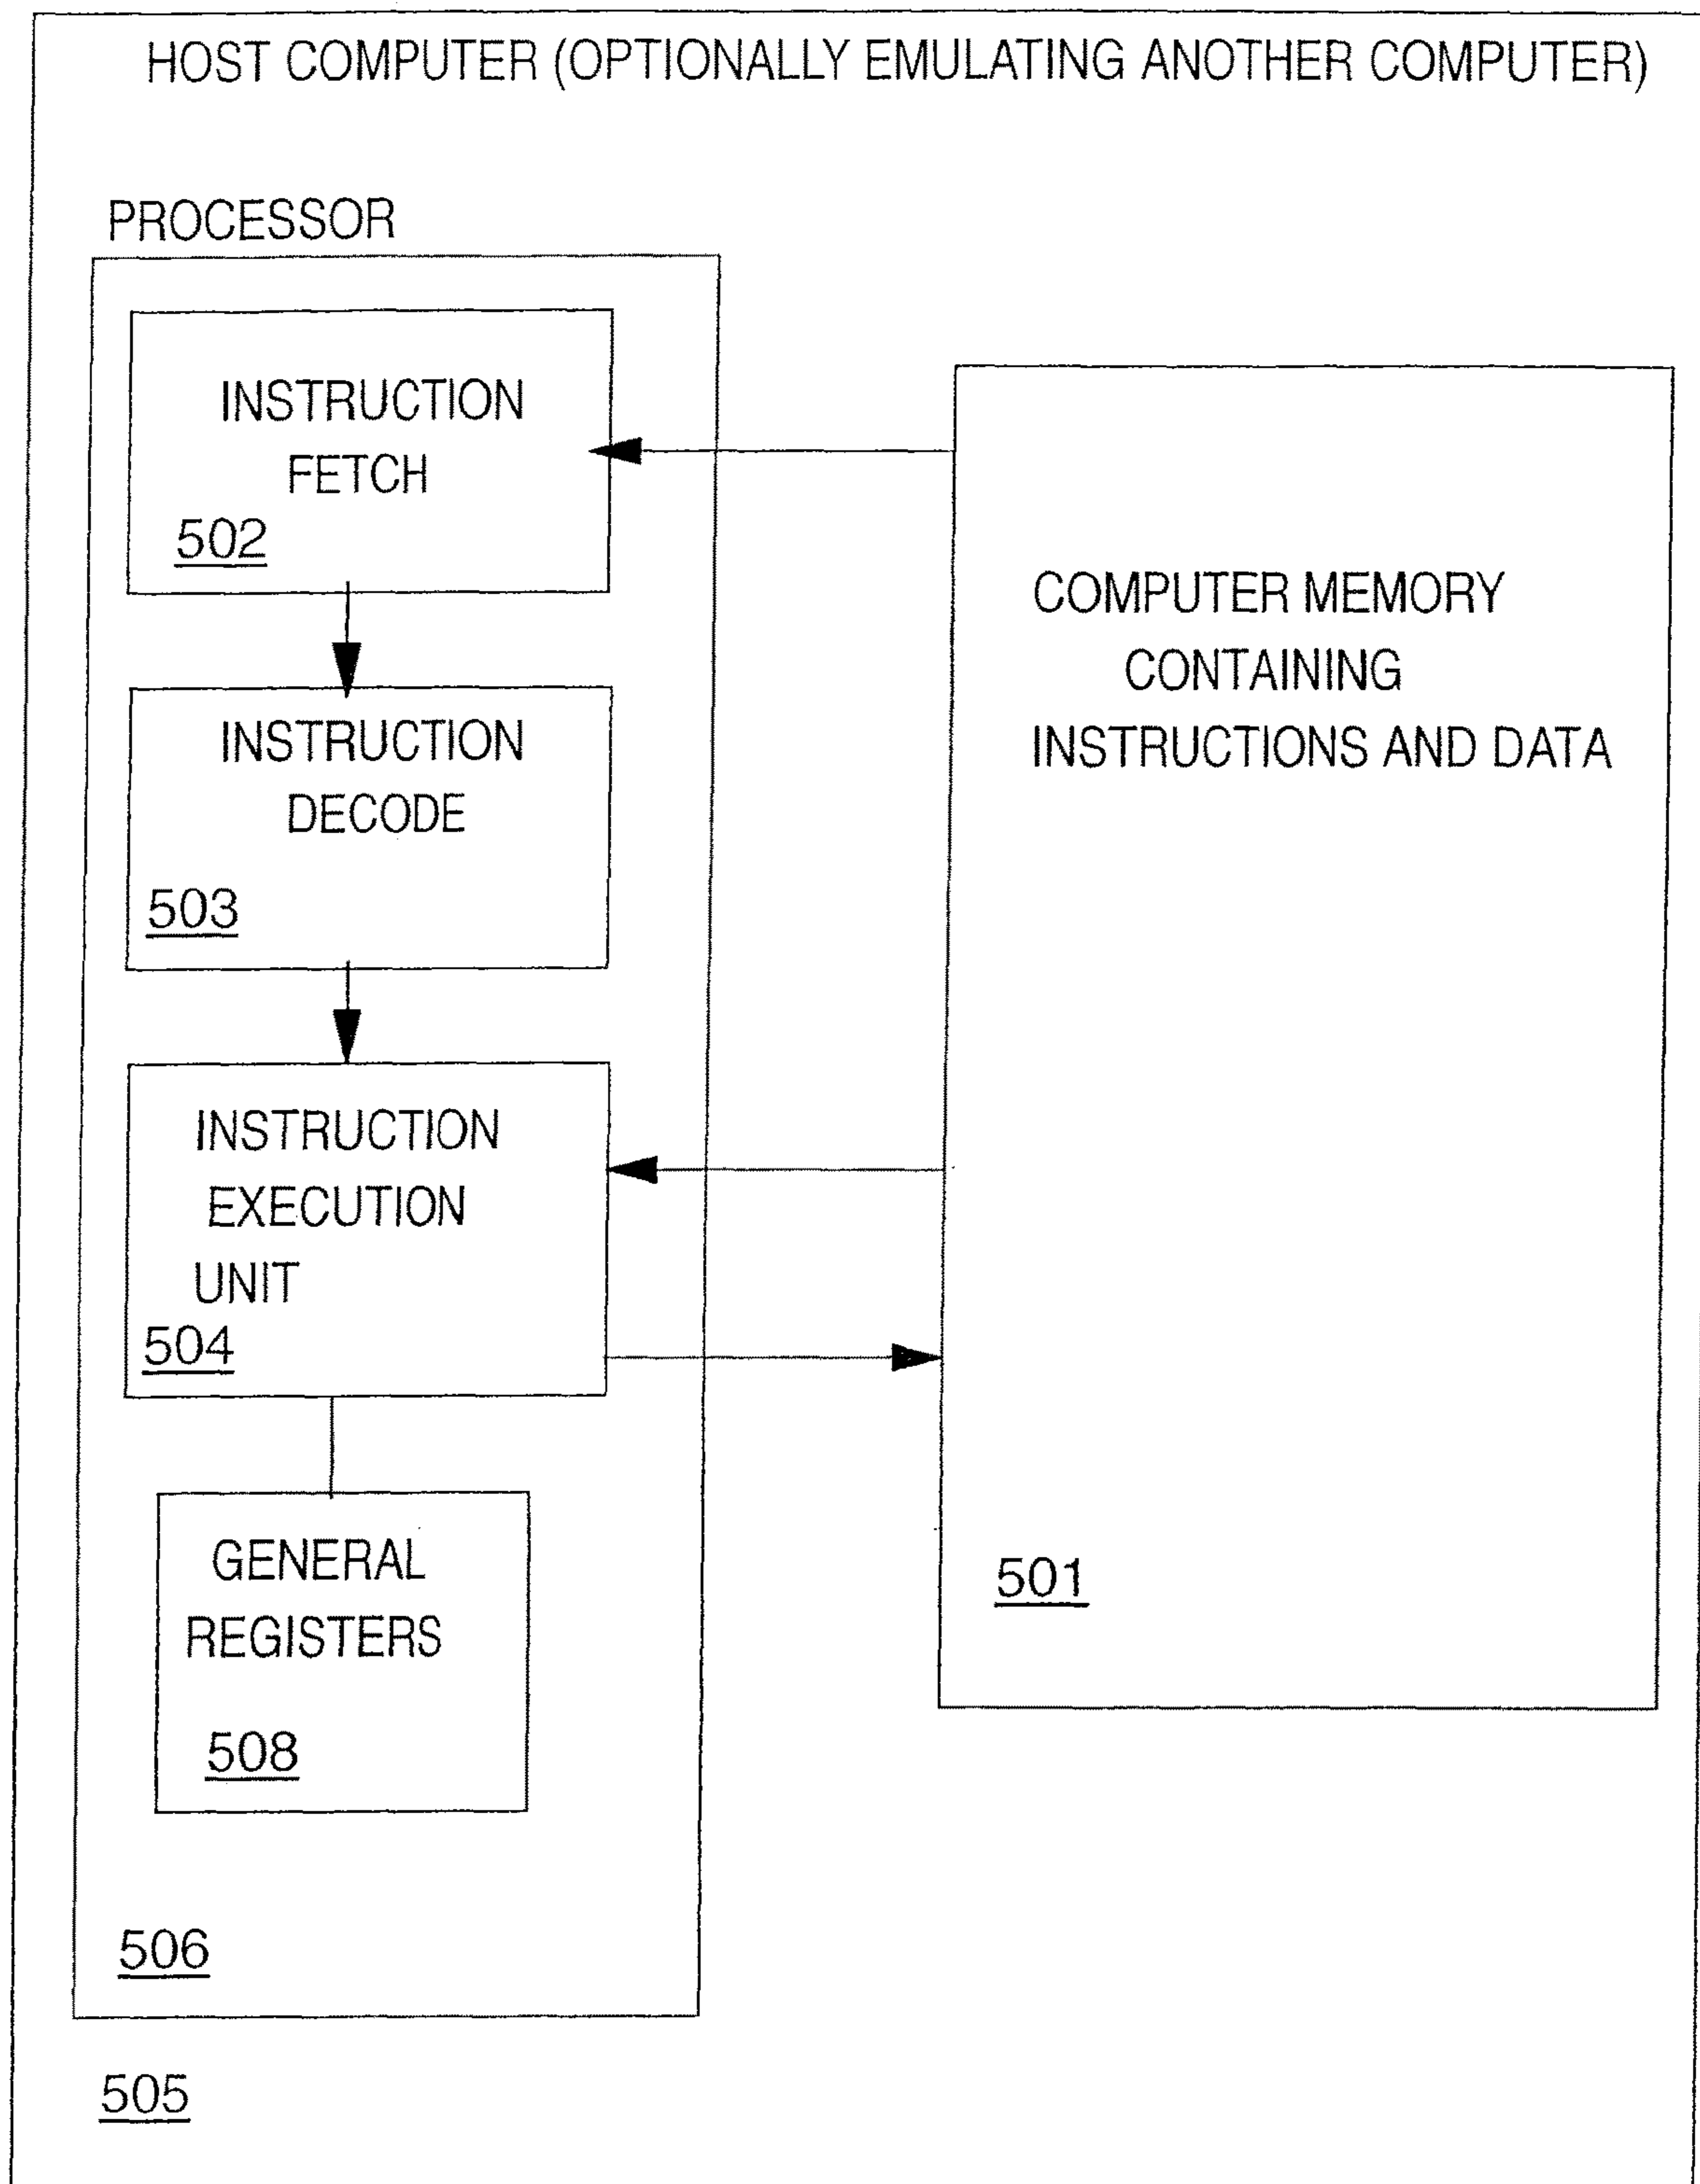 HOST COMPUTER (OPTIONALLY EMULATING ANOTHER COMPUTER)
PROCESSOR
INSTRUCTION
FETCH
502
INSTRUCTION
DECODE
503
INSTRUCTION
EXECUTION
UNIT
504
GENERAL
REGISTERS
508
506
505
COMPUTER MEMORY
CONTAINING
INSTRUCTIONS AND DATA
501